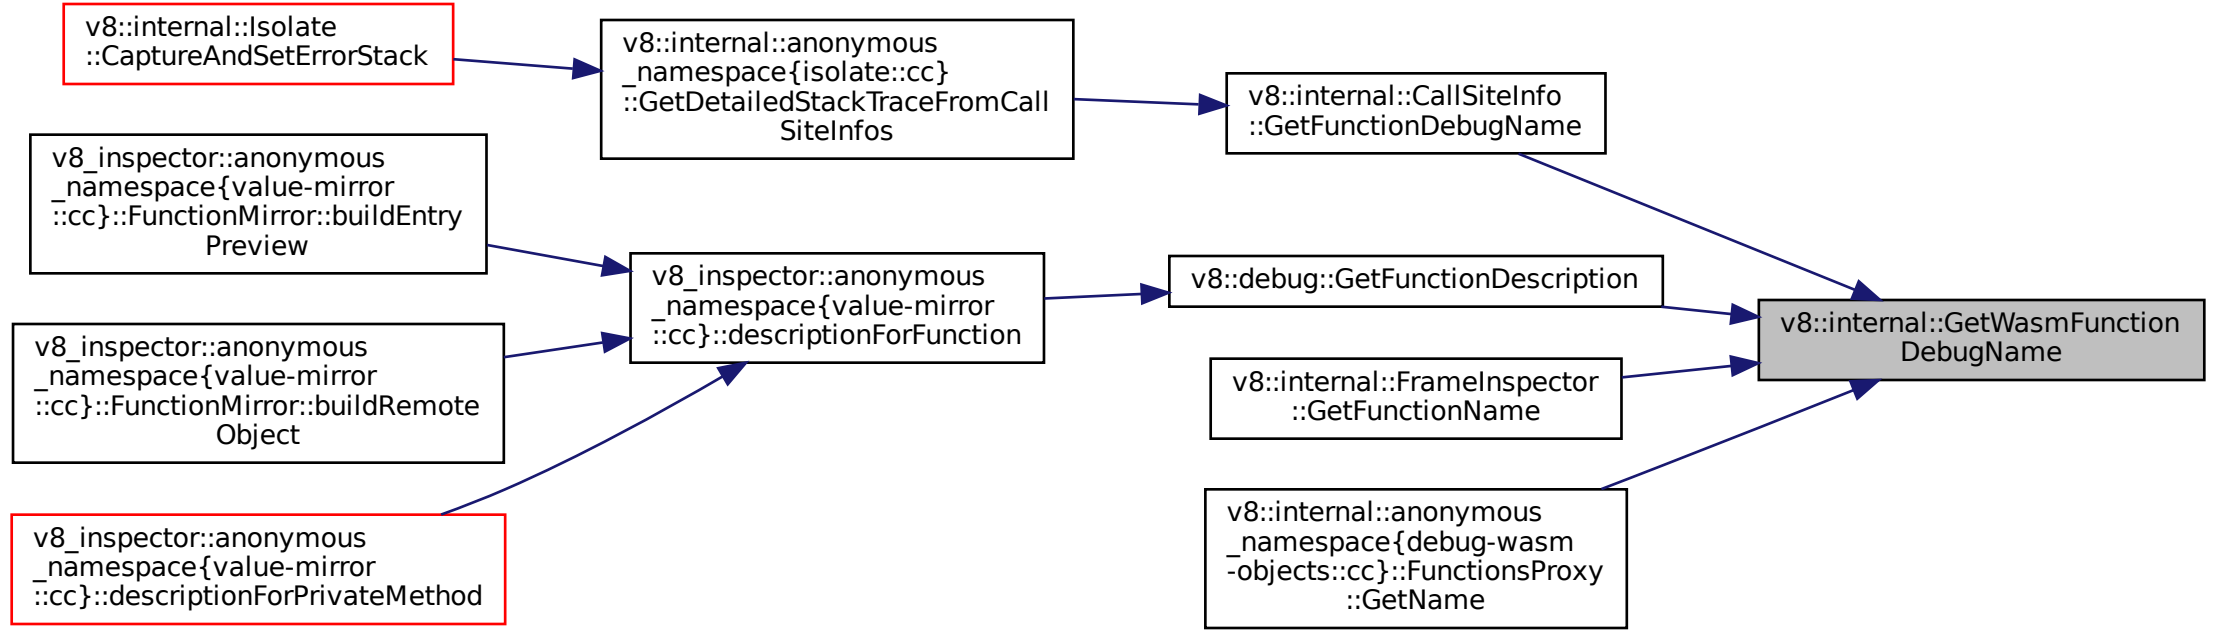 v8::internal::Isolate
::CaptureAndSetErrorStack
v8_inspector::anonymous
_namespace{value-mirror
::cc}::FunctionMirror::buildEntry
Preview
v8_inspector::anonymous
_namespace{value-mirror
::cc}::FunctionMirror::buildRemote
Object
v8_inspector::anonymous
_namespace{value-mirror
::cc}::descriptionForPrivateMethod
v8::internal::anonymous
_namespace{isolate::cc}
::GetDetailedStackTraceFromCall
SiteInfos
v8_inspector::anonymous
_namespace{value-mirror
::cc}::descriptionForFunction
v8::internal::CallSiteInfo
::GetFunctionDebugName
v8::debug::GetFunctionDescription
v8::internal::FrameInspector
::GetFunctionName
v8::internal::anonymous
_namespace{debug-wasm
-objects::cc}::FunctionsProxy
::GetName
v8::internal::GetWasmFunction
DebugName